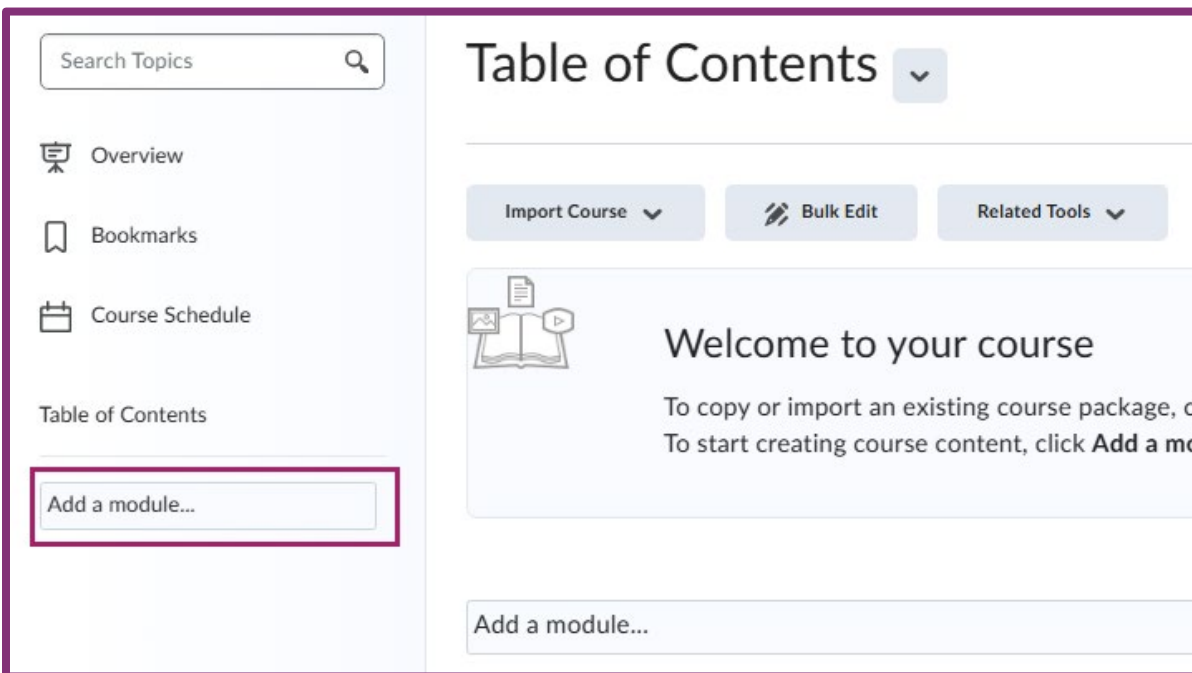 Search Topics
Overview
Bookmarks
Course Schedule
Table of Contents
Add a module...
Table of Contents
Import Course
Bulk Edit
Related Tools
Welcome to your course
To copy or import an existing course package,
To start creating course content, click Add a
Add a module...